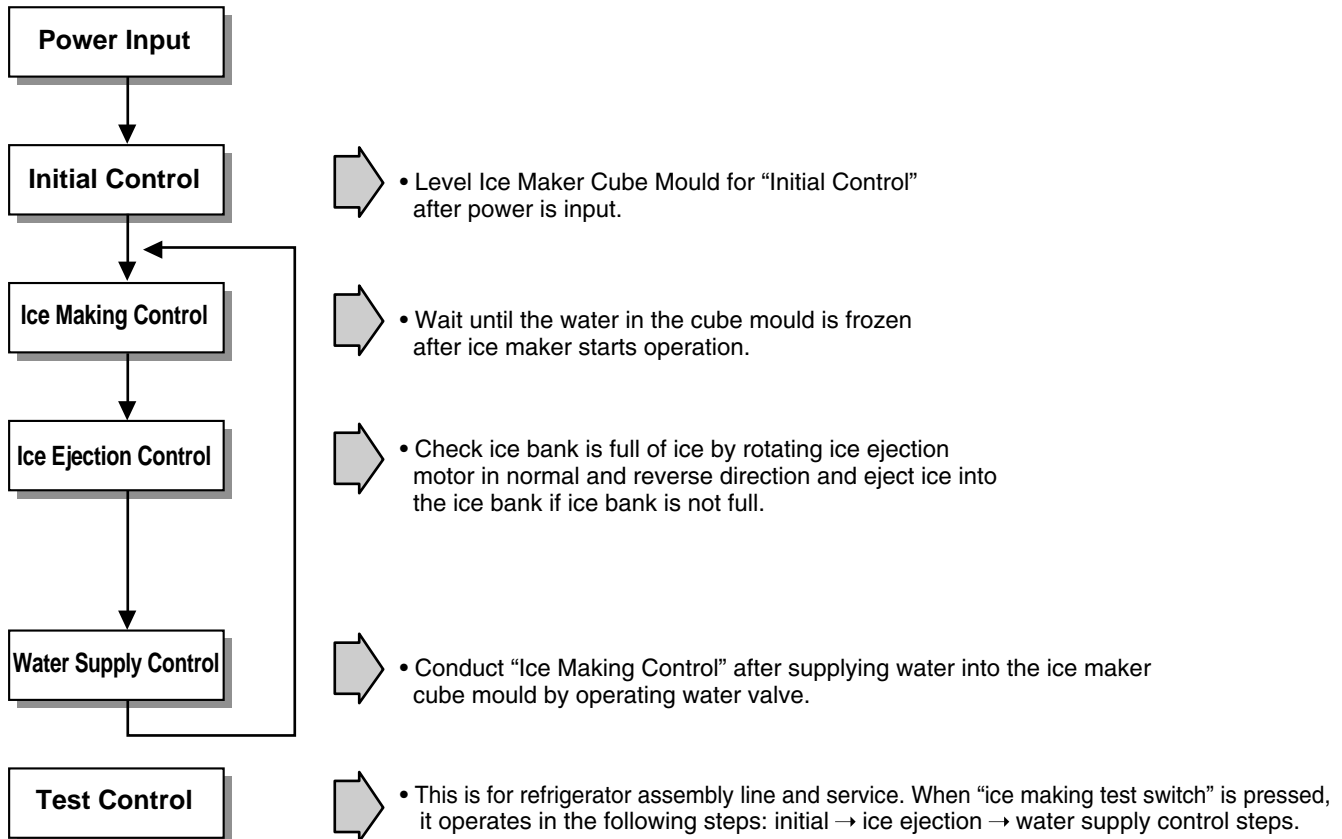 Power Input
Initial Control
• Level Ice Maker Cube Mould for “Initial Control”
after power is input.
Ice Making Control
• Wait until the water in the cube mould is frozen
after ice maker starts operation.
Ice Ejection Control
• Check ice bank is full of ice by rotating ice ejection
motor in normal and reverse direction and eject ice into
the ice bank if ice bank is not full.
Water Supply Control
• Conduct “Ice Making Control” after supplying water into the ice maker
cube mould by operating water valve.
Test Control
• This is for refrigerator assembly line and service. When “ice making test switch” is pressed,
it operates in the following steps: initial → ice ejection → water supply control steps.